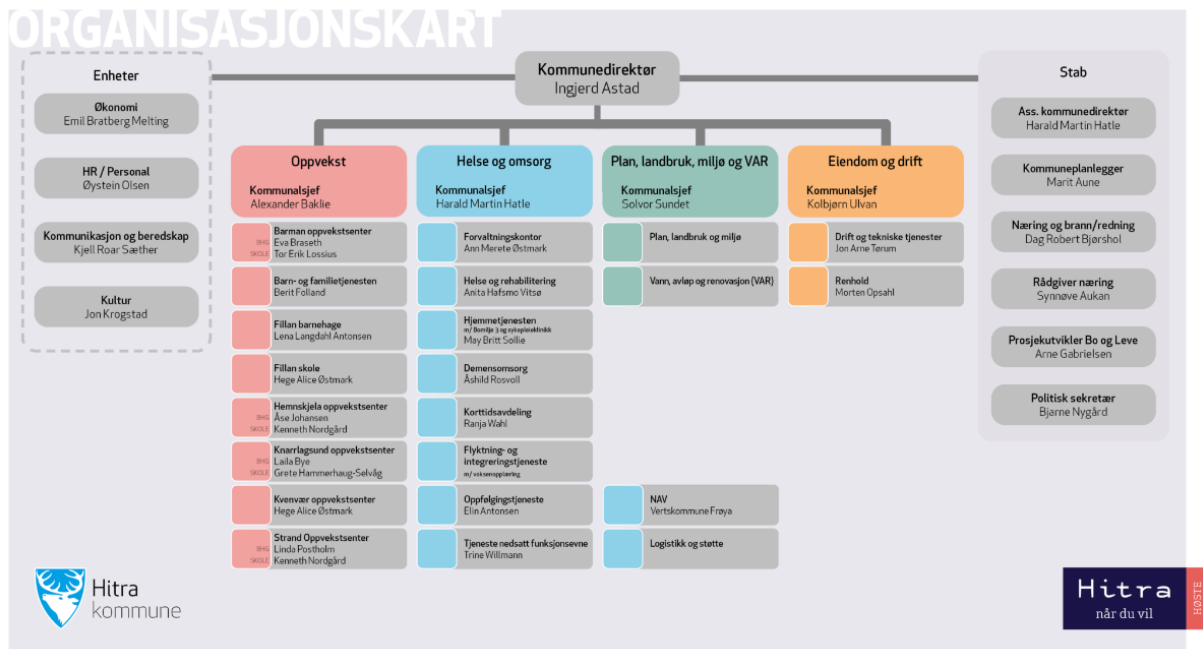 ORGANISASJONSKART
Enheter
Økonomi
Emil Bratberg Melting
HR / Personal
Øystein Olsen
Kommunikasjon og beredskap
Kjell Roar Sæther
Kultur
Jon Krogstad
Kommunedirektør
Ingjerd Astad
Stab
Ass. kommunedirektør
Harald Martin Hatle
Kommuneplanlegger
Marit Aune
Næring og brann/redning
Dag Robert Bjørshol
Rådgiver næring
Synnøve Aukan
Prosjekutvikler Bo og Leve
Arne Gabrielsen
Politisk sekretær
Bjarne Nygård
Oppvekst
Kommunalsjef
Alexander Baklie
Barman oppvekstsenter
BHG Eva Braseth
SKOLE Tor Erik Lossius
Barn- og familietjenesten
Berit Folland
Fillan barnehage
Lena Langdahl Antonsen
Fillan skole
Hege Alice Østmark
Hemnskjela oppvekstsenter
BHG Åse Johansen
SKOLE Kenneth Nordgård
Knarrlagsund oppvekstsenter
BHG Laila Bye
SKOLE Grete Hammerhaug-Selvåg
Kvenvær oppvekstsenter
Hege Alice Østmark
Strand Oppvekstsenter
BHG Linda Postholm
SKOLE Kenneth Nordgård
Helse og omsorg
Kommunalsjef
Harald Martin Hatle
Forvaltningskontor
Ann Merete Østmark
Helse og rehabilitering
Anita Hafsmo Vitsø
Hjemmetjenesten
m/ Bomiljø 3 og sykepleieklinikk
May Britt Sollie
Demensomsorg
Åshild Rosvoll
Korttidsavdeling
Ranja Wahl
Flyktning- og
integreringstjeneste
m/ voksenopplæring
Oppfølgingstjeneste
Elin Antonsen
Tjeneste nedsatt funksjonsevne
Trine Willmann
Plan, landbruk, miljø og VAR
Kommunalsjef
Solvor Sundet
Plan, landbruk og miljø
Vann, avløp og renovasjon (VAR)
NAV
Vertskommune Frøya
Logistikk og støtte
Eiendom og drift
Kommunalsjef
Kolbjørn Ulvan
Drift og tekniske tjenester
Jon Arne Tørum
Renhold
Morten Opsahl
Hitra
kommune
Hitra
når du vil
HØSTE